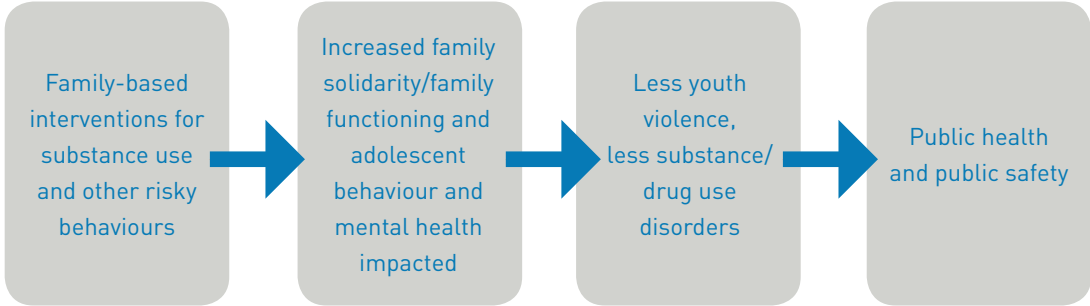 Family-based
interventions for
substance use
and other risky
behaviours
Increased family
solidarity/family
functioning and
adolescent
behaviour and
mental health
impacted
Less youth
violence,
less substance/
drug use
disorders
Public health
and public safety